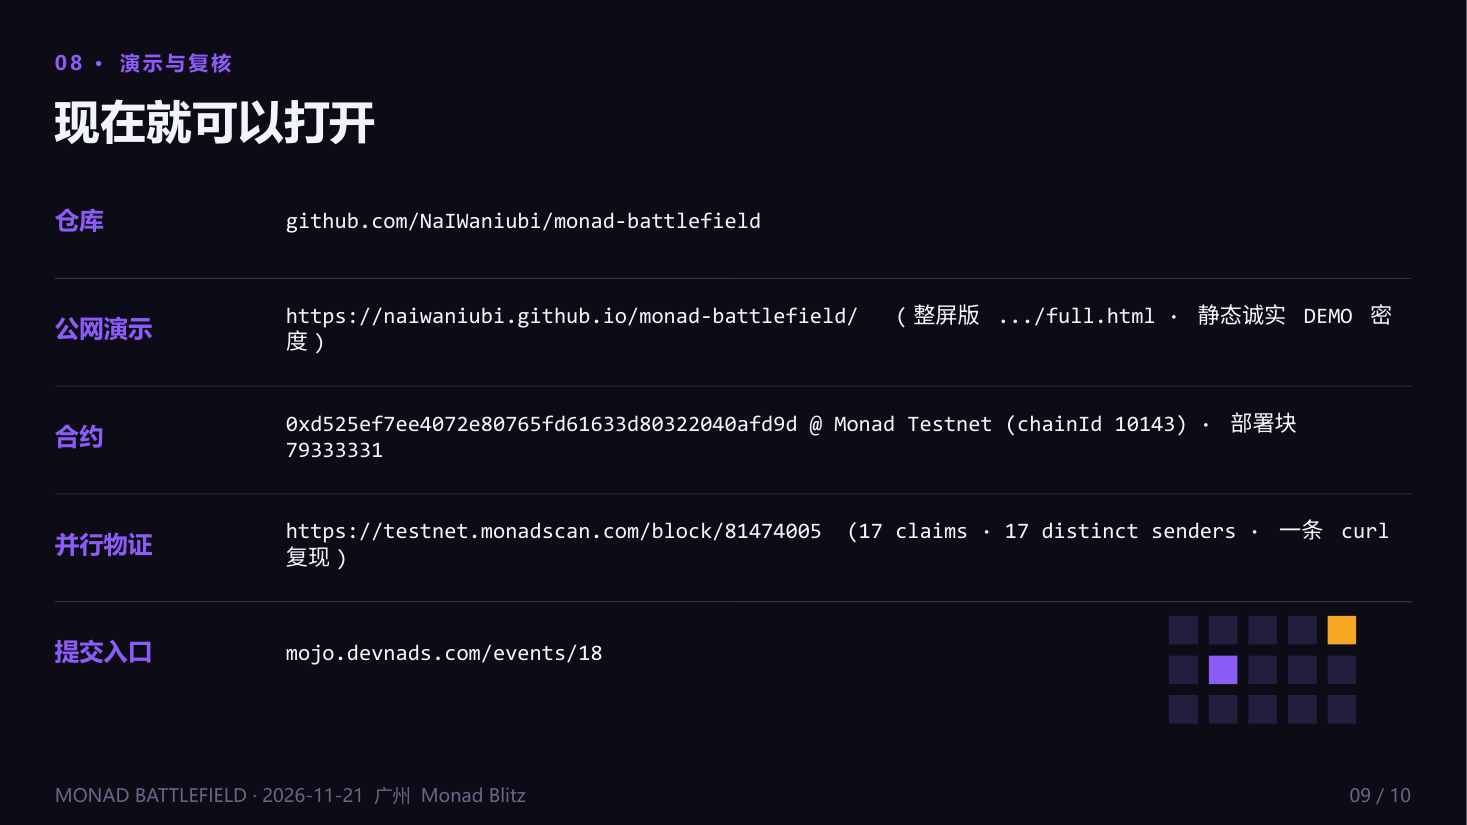 08 • 演示与复核
现在就可以打开
仓库
github.com/NaIWaniubi/monad-battlefield
公网演示
https://naiwaniubi.github.io/monad-battlefield/ (整屏版 .../full.html · 静态诚实 DEMO 密
度)
合约
0xd525ef7ee4072e80765fd61633d80322040afd9d @ Monad Testnet (chainId 10143) · 部署块
79333331
并行物证
https://testnet.monadscan.com/block/81474005 (17 claims · 17 distinct senders · 一条 curl
复现)
提交入口
mojo.devnads.com/events/18
MONAD BATTLEFIELD · 2026-11-21 广州 Monad Blitz
09 / 10